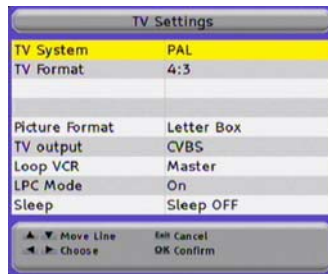 TV Settings
TV System PAL
TV Format 4:3
Picture Format Letter Box
TV output CVBS
Loop VCR Master
LPC Mode On
Sleep Sleep OFF
▲ ▼ Move Line Exit Cancel
◄ ► Choose OK Confirm